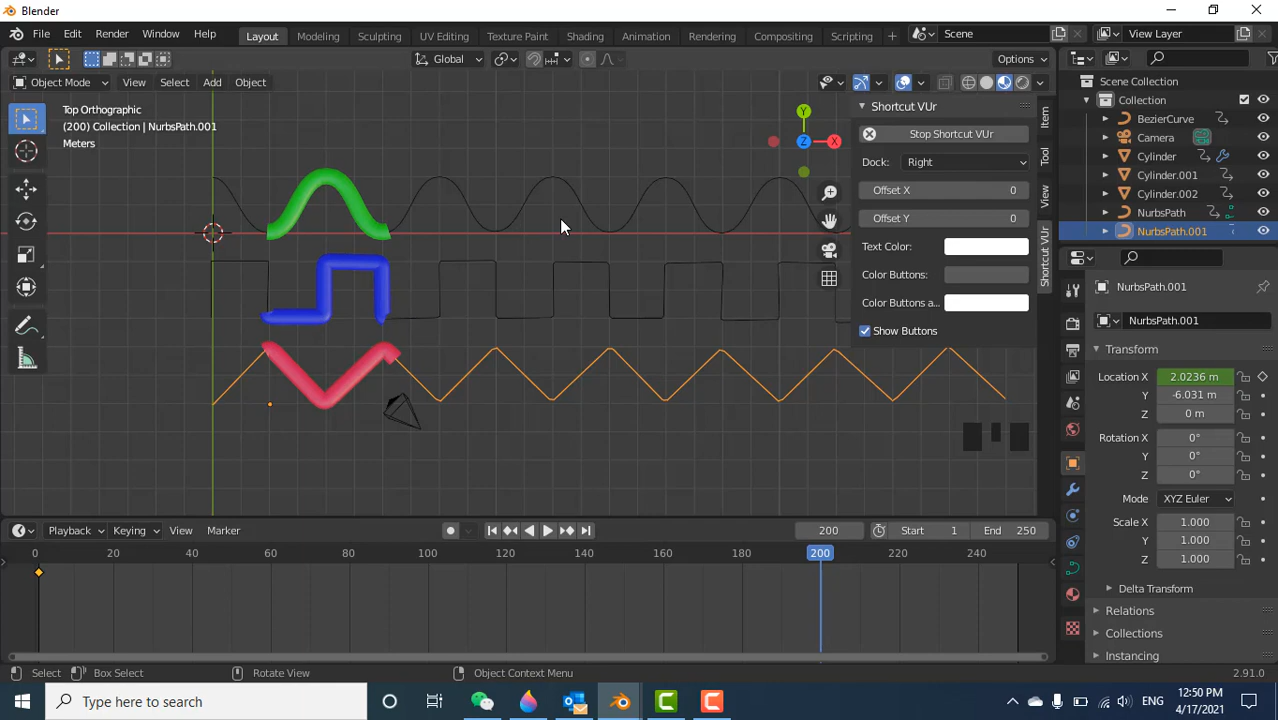 Blender
File Edit Render Window Help Layout Modeling Sculpting UV Editing Texture Paint Shading Animation Rendering Compositing Scripting Scene View Layer
Global Options
Object Mode View Select Add Object
Top Orthographic
(200) Collection | NurbsPath.001
Meters
Y
Z X
Shortcut VUr
Stop Shortcut VUr
Dock: Right
Offset X 0
Offset Y 0
Text Color:
Color Buttons:
Color Buttons a...
Show Buttons
Item
Tool
View
Shortcut VUr
Scene Collection
Collection
BezierCurve
Camera
Cylinder
Cylinder.001
Cylinder.002
NurbsPath
NurbsPath.001
NurbsPath.001
NurbsPath.001
Transform
Location X 2.0236 m
Y -6.031 m
Z 0 m
Rotation X 0°
Y 0°
Z 0°
Mode XYZ Euler
Scale X 1.000
Y 1.000
Z 1.000
Delta Transform
Relations
Collections
Instancing
Playback Keying View Marker 200 Start 1 End 250
0 20 40 60 80 100 120 140 160 180 200 220 240
Select Box Select Rotate View Object Context Menu 2.91.0
Type here to search
ENG
12:50 PM
4/17/2021